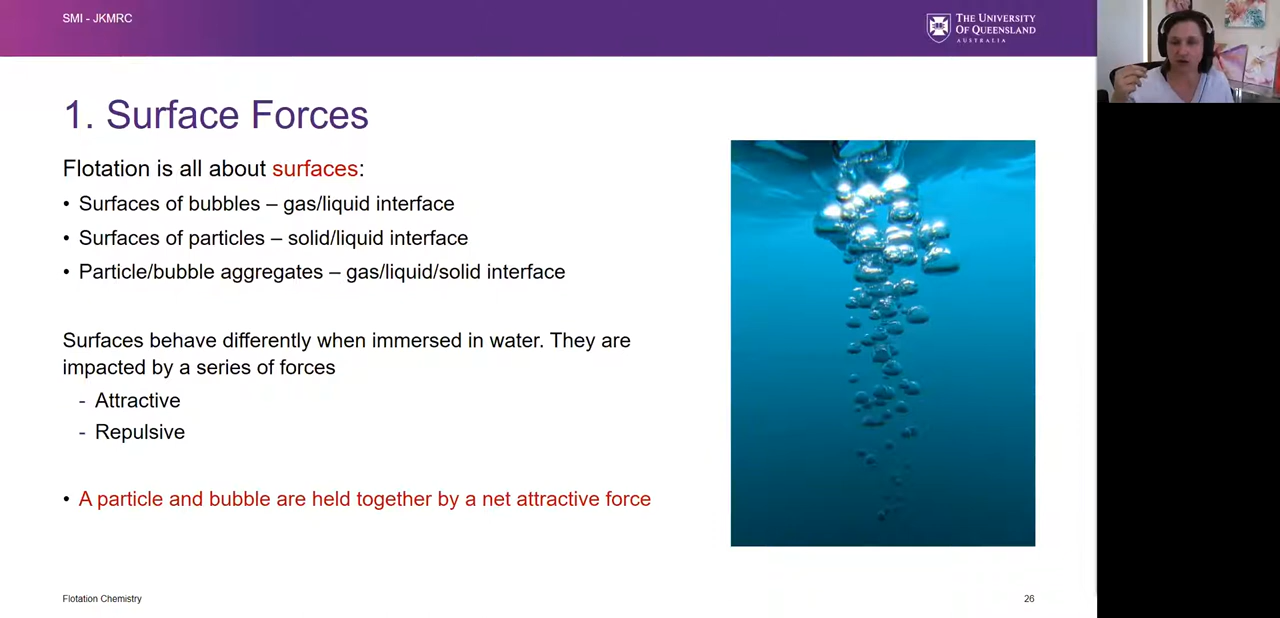 SMI - JKMRC
THE UNIVERSITY
OF QUEENSLAND
AUSTRALIA
1. Surface Forces
Flotation is all about surfaces:
• Surfaces of bubbles – gas/liquid interface
• Surfaces of particles – solid/liquid interface
• Particle/bubble aggregates – gas/liquid/solid interface
Surfaces behave differently when immersed in water. They are
impacted by a series of forces
- Attractive
- Repulsive
• A particle and bubble are held together by a net attractive force
Flotation Chemistry
26